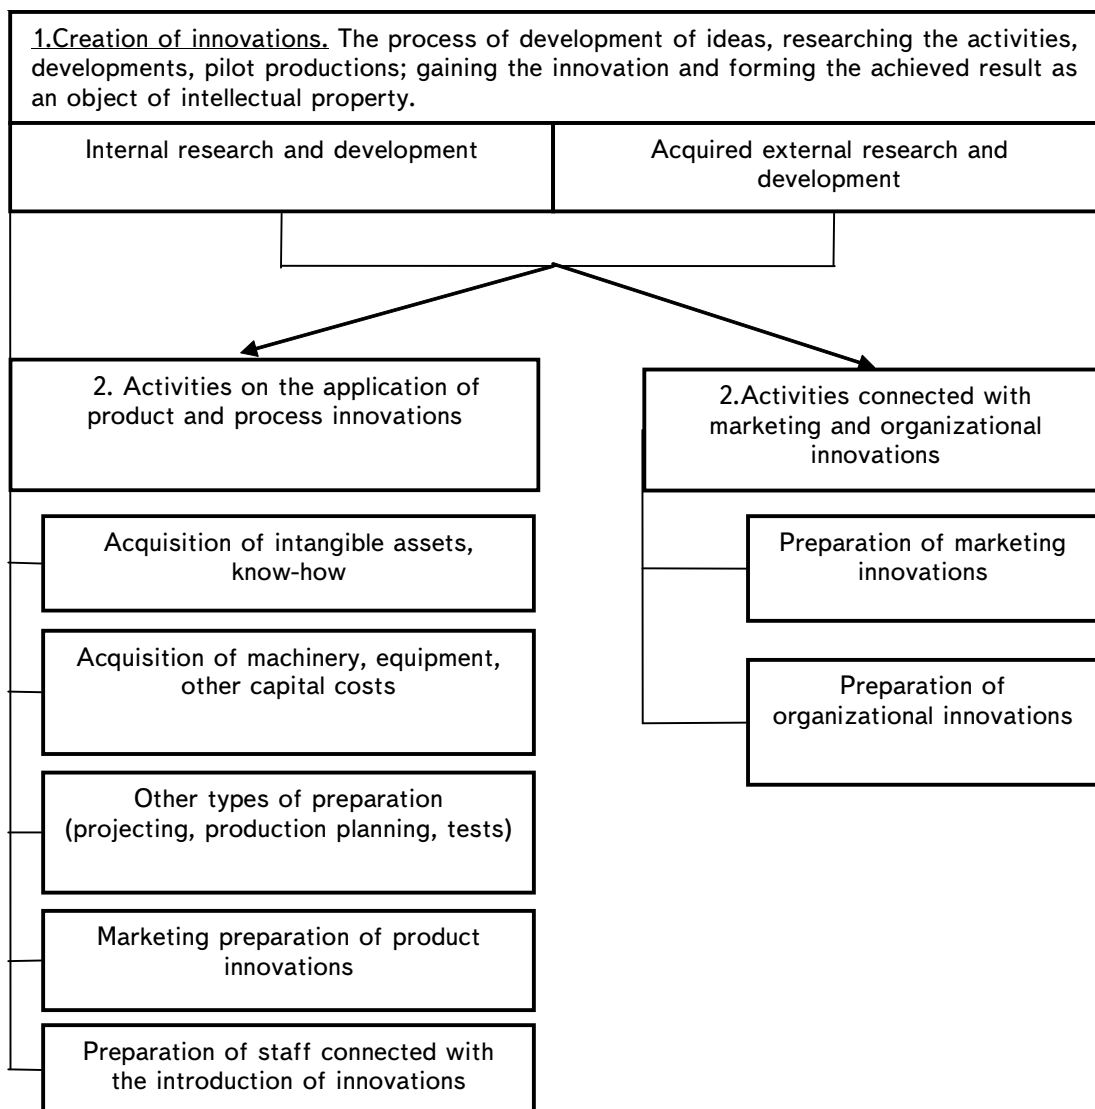 1.Creation of innovations. The process of development of ideas, researching the activities,
developments, pilot productions; gaining the innovation and forming the achieved result as
an object of intellectual property.
Internal research and development
Acquired external research and
development
2. Activities on the application of
product and process innovations
2.Activities connected with
marketing and organizational
innovations
Acquisition of intangible assets,
know-how
Acquisition of machinery, equipment,
other capital costs
Other types of preparation
(projecting, production planning, tests)
Marketing preparation of product
innovations
Preparation of staff connected with
the introduction of innovations
Preparation of marketing
innovations
Preparation of
organizational innovations